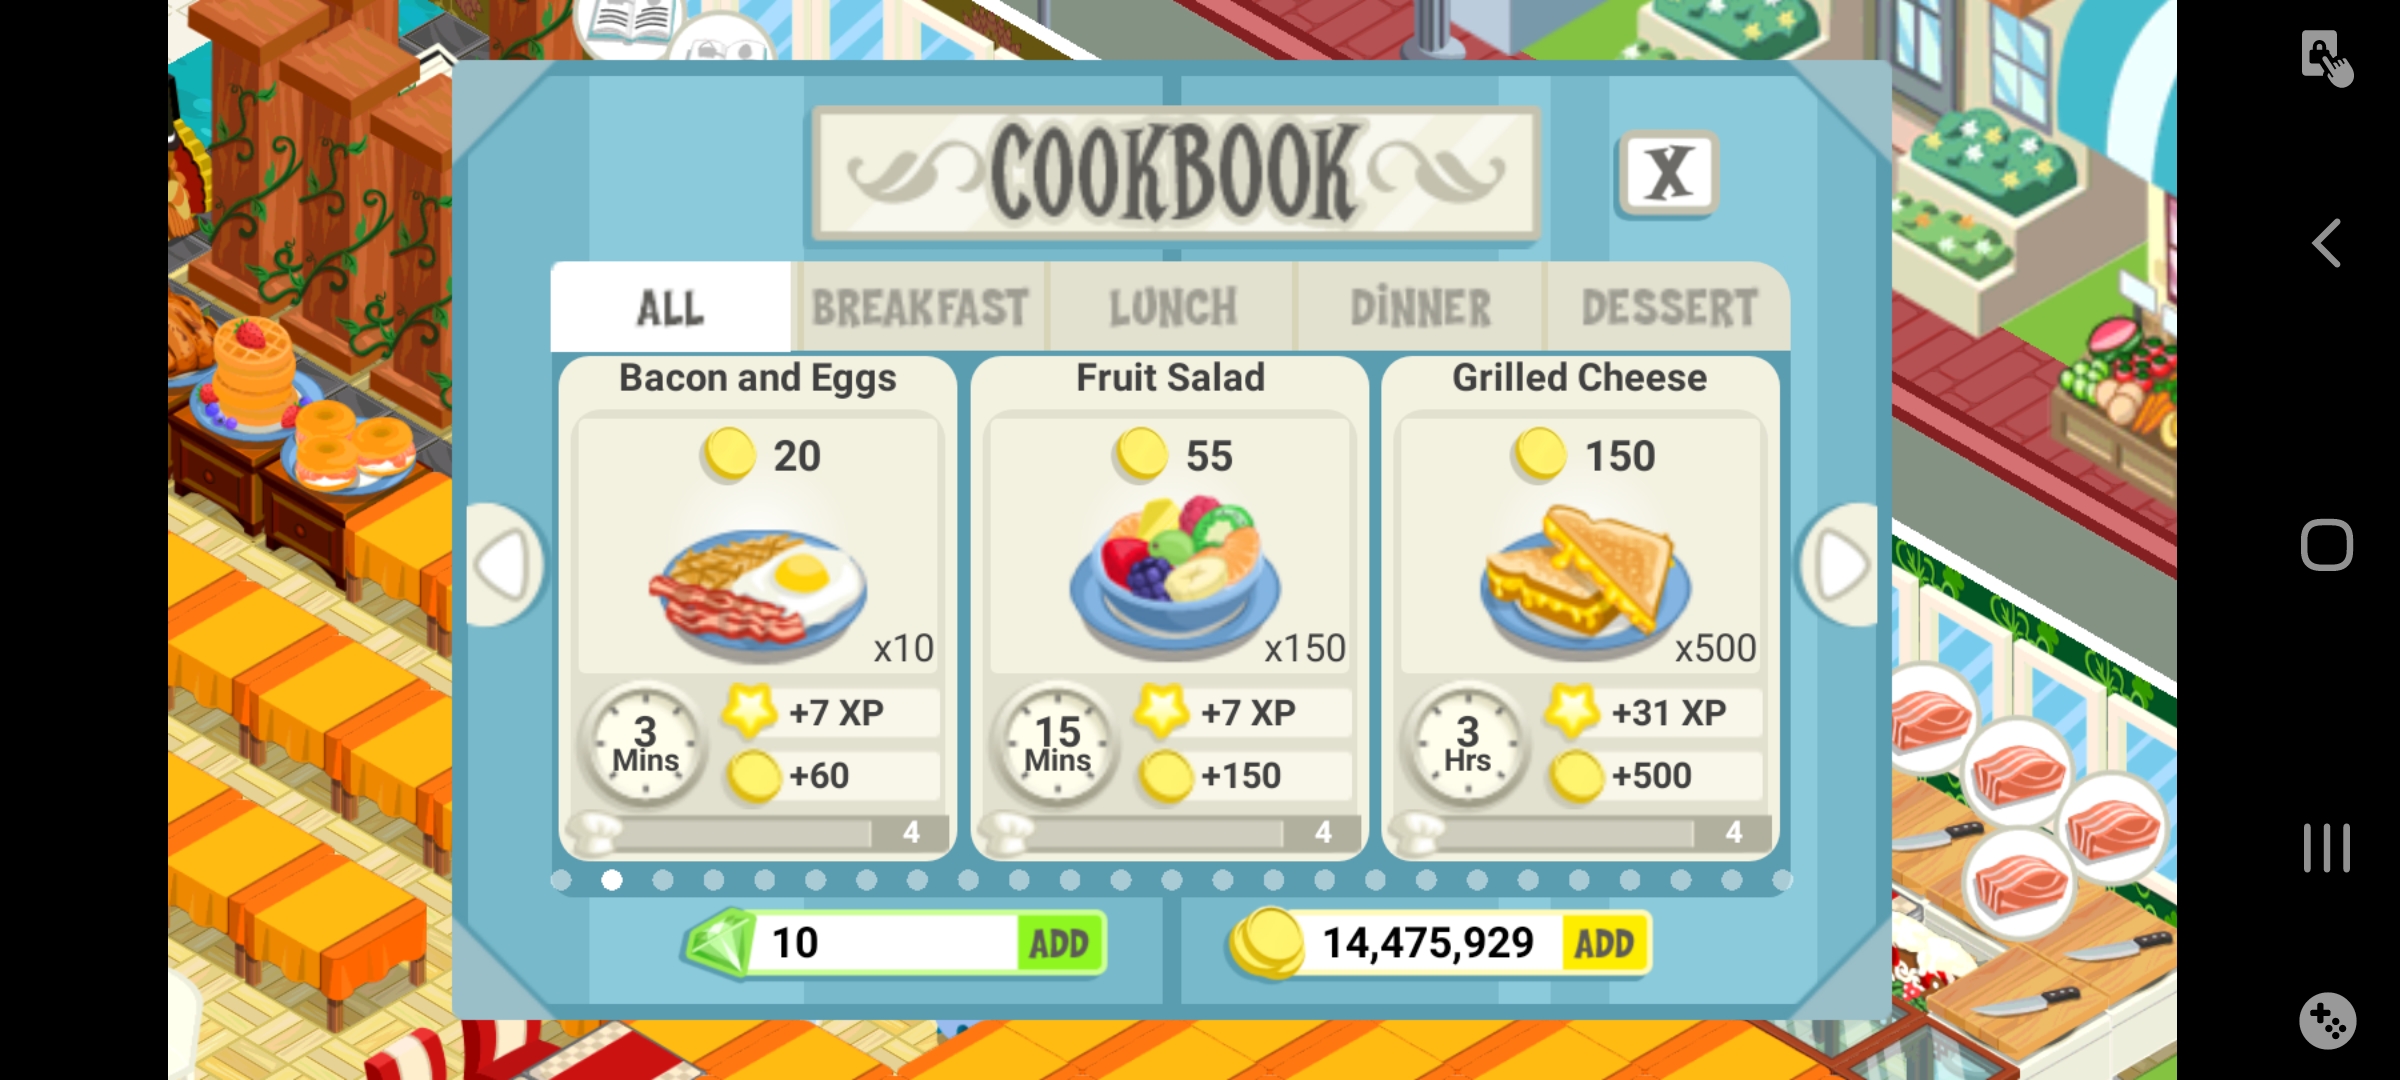 COOKBOOK
X
ALL BREAKFAST LUNCH DINNER DESSERT
Bacon and Eggs
20
x10
3 Mins
+7 XP
+60
4
Fruit Salad
55
x150
15 Mins
+7 XP
+150
4
Grilled Cheese
150
x500
3 Hrs
+31 XP
+500
4
10 ADD
14,475,929 ADD